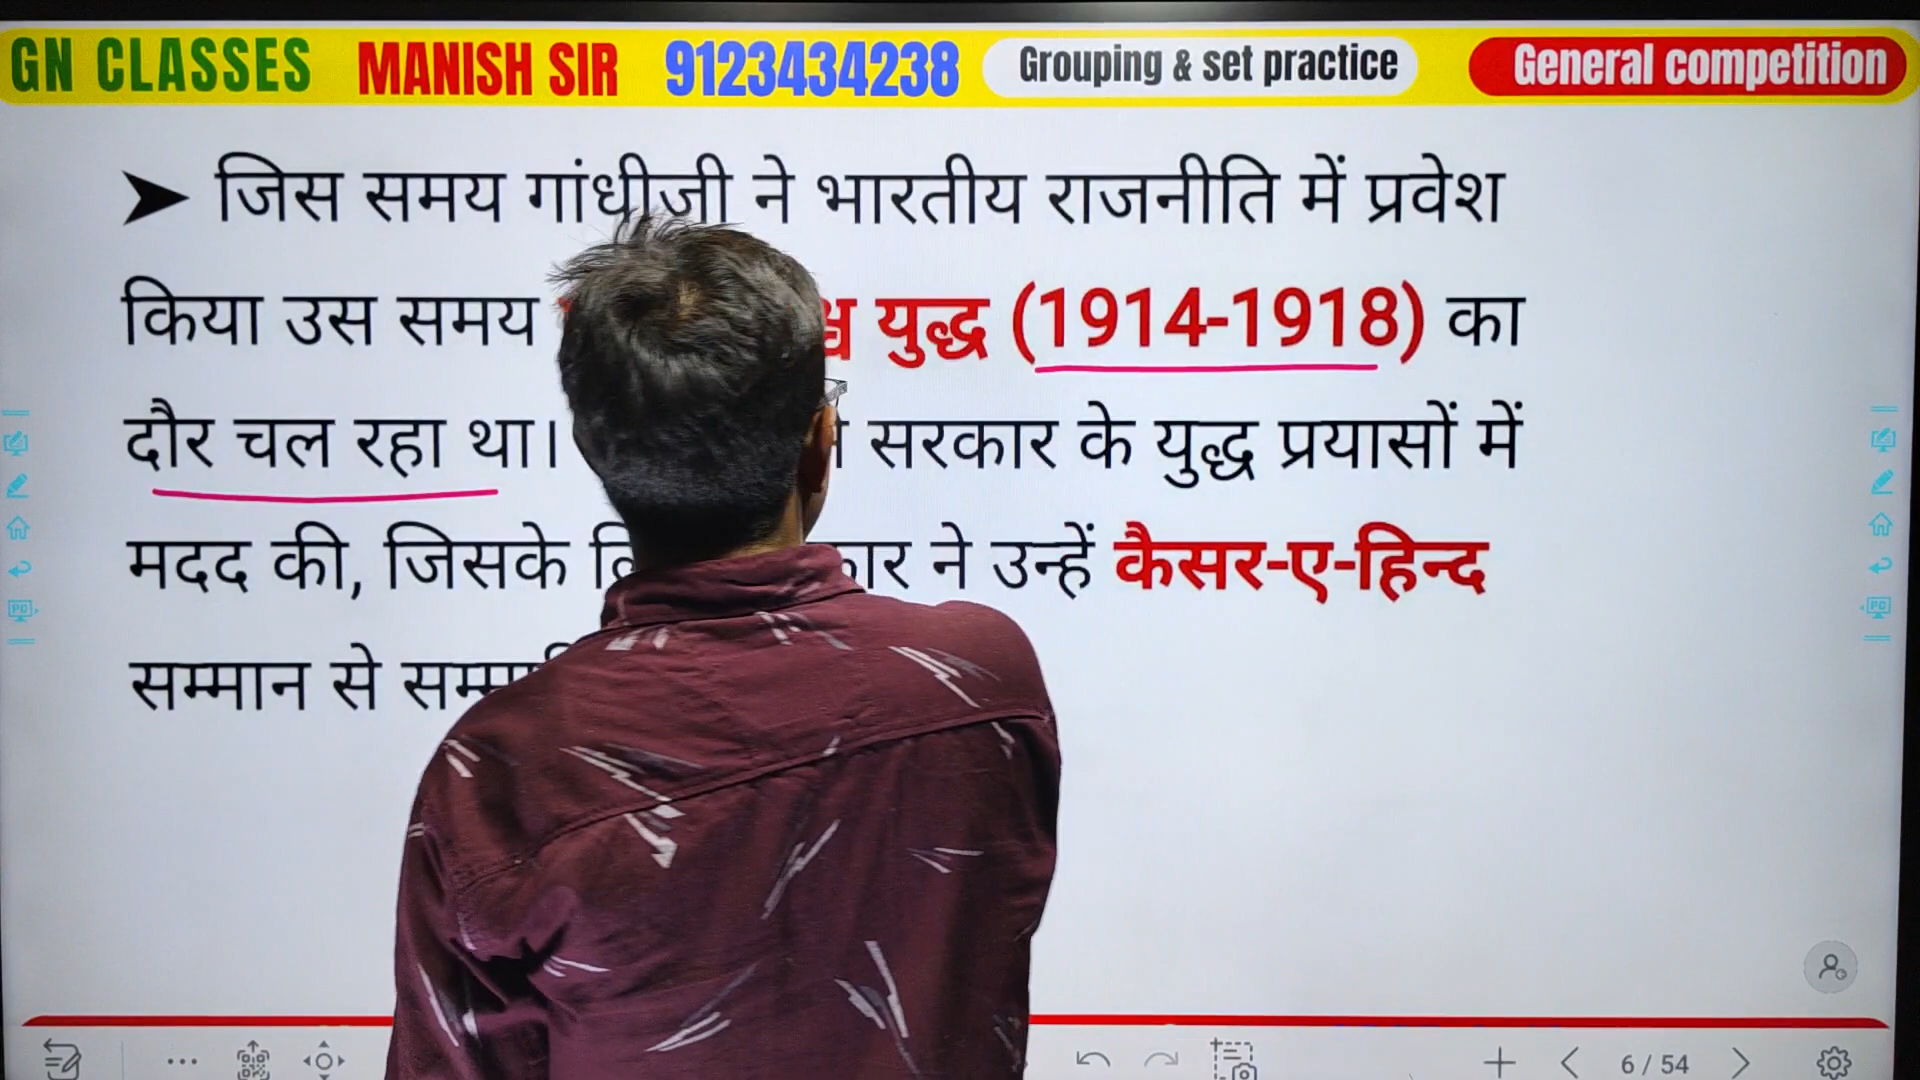 GN CLASSES MANISH SIR 9123434238 Grouping & set practice General competition
➤ जिस समय गांधीजी ने भारतीय राजनीति में प्रवेश
किया उस समय युद्ध (1914-1918) का
दौर चल रहा था। सरकार के युद्ध प्रयासों में
मदद की, जिसके ने उन्हें कैसर-ए-हिन्द
सम्मान से
6 / 54